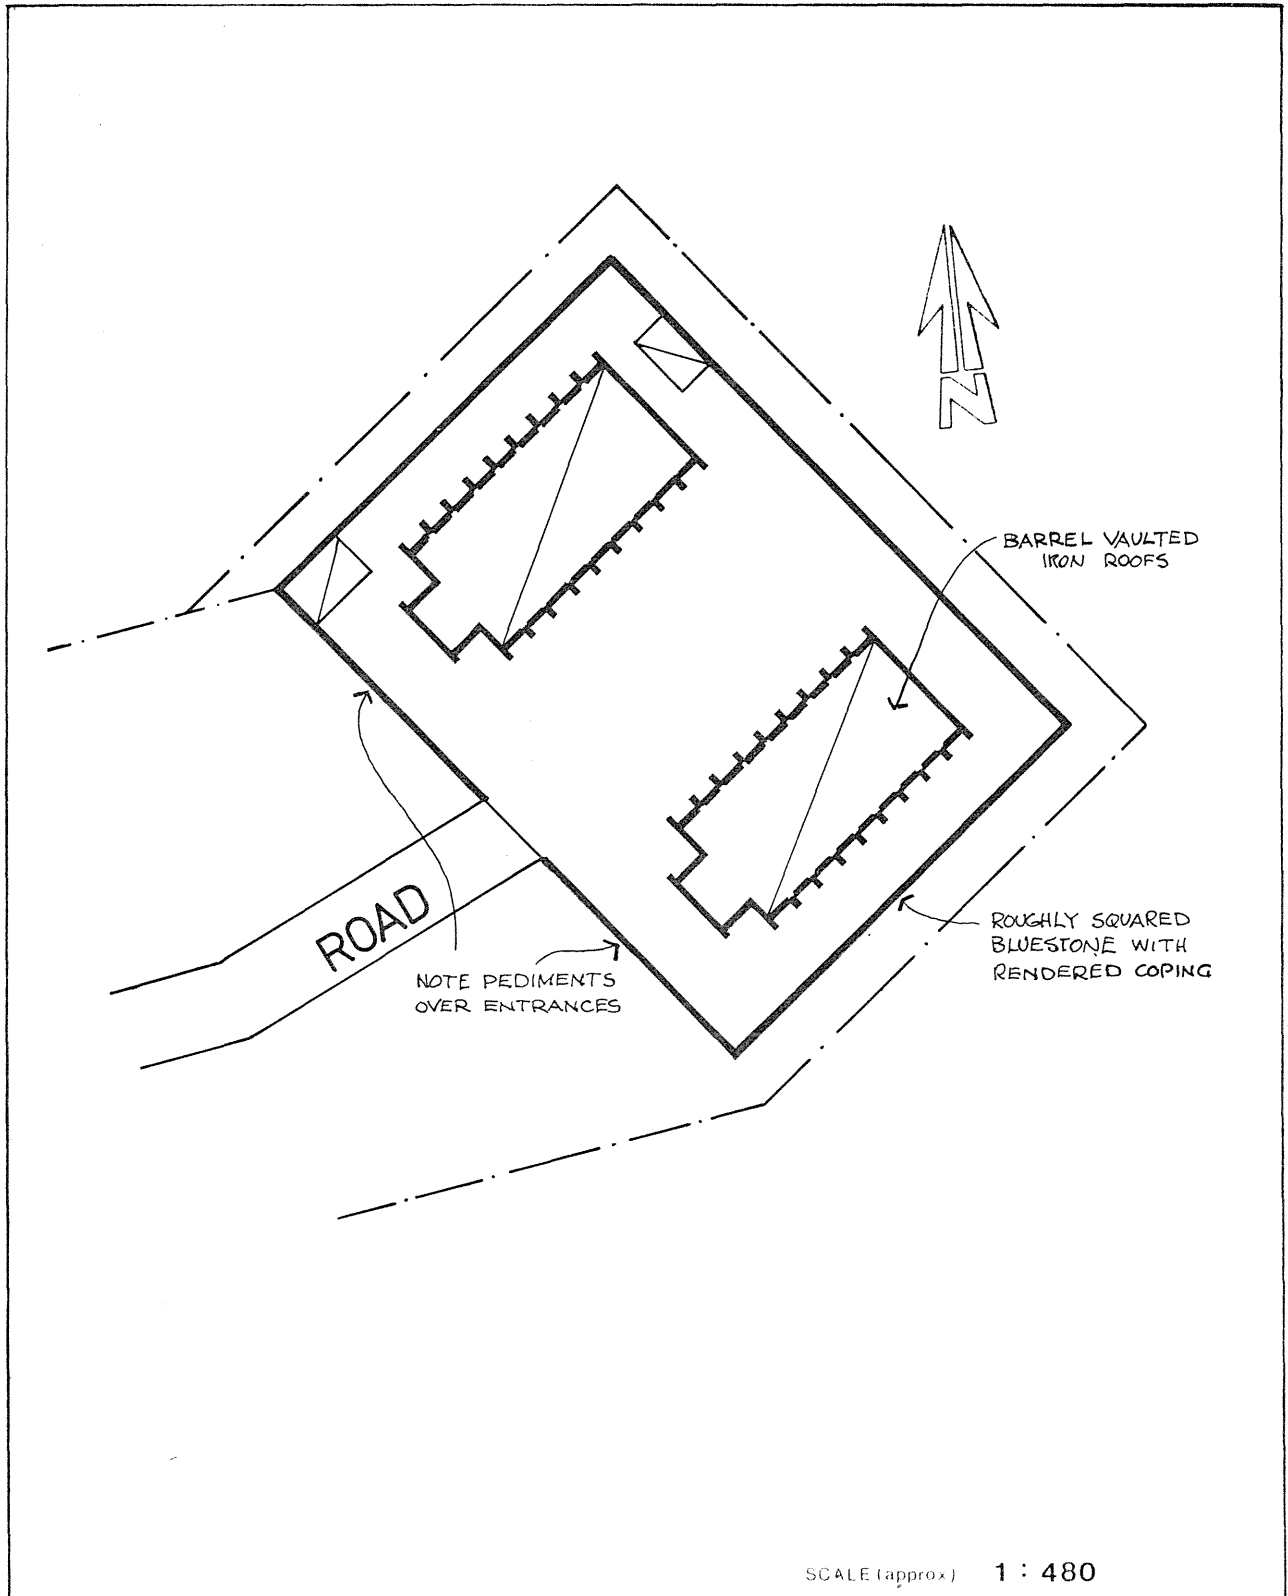 N
BARREL VAULTED
IRON ROOFS
ROAD
NOTE PEDIMENTS
OVER ENTRANCES
ROUGHLY SQUARED
BLUESTONE WITH
RENDERED COPING
SCALE (approx) 1 : 480